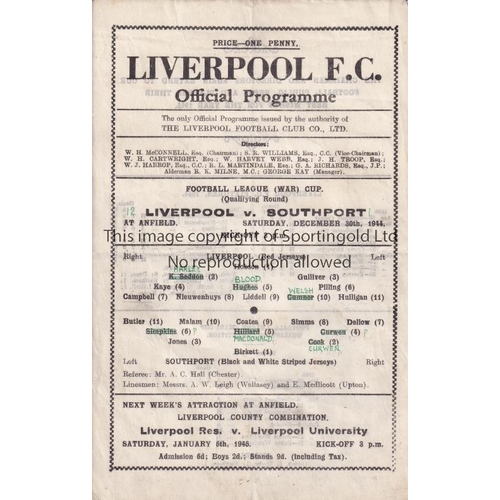 PRICE—ONE PENNY.
LIVERPOOL F.C.
Official Programme
The only Official Programme issued by the authority of
THE LIVERPOOL FOOTBALL CLUB CO., LTD.
Directors:
W. H. McCONNELL, Esq. (Chairman) ; S. R. WILLIAMS, Esq., C.C. (Vice-Chairman) ;
W. H. CARTWRIGHT, Esq. ; W. HARVEY WEBB, Esq. ; J. H. TROOP, Esq. ;
W. J. HARROP, Esq., C.C. ; R. L. MARTINDALE, Esq. ; G. A. RICHARDS, Esq., J.P. ;
Alderman R. K. MILNE, M.C. ; GEORGE KAY (Manager).
FOOTBALL LEAGUE (WAR) CUP.
(Qualifying Round)
12 LIVERPOOL v. SOUTHPORT 1
AT ANFIELD. SATURDAY, DECEMBER 30th, 1944.
This image is copyright of Sportingold Ltd.
Right LIVERPOOL (Red Jerseys) Left
No reproduction allowed
K. Seddon (2) Gulliver (3)
BLOOD WELSH
Kaye (4) Hughes (5) Pilling (6)
Campbell (7) Nieuwenhuys (8) Liddell (9) Gumner (10) Hulligan (11)
Butler (11) Malam (10) Coates (9) Simms (8) Dellow (7)
Simpkins (6) P Hilliard (5) Curwen (4) P
MACDONALD
Jones (3) Cook (2)
CURWEN
Birkett (1)
Left SOUTHPORT (Black and White Striped Jerseys) Right
Referee: Mr. A. C. Hall (Chester).
Linesmen: Messrs. A. W. Leigh (Wallasey) and E. Medlicott (Upton).
NEXT WEEK'S ATTRACTION AT ANFIELD.
LIVERPOOL COUNTY COMBINATION.
Liverpool Res. v. Liverpool University
SATURDAY, JANUARY 6th, 1945. KICK-OFF 3 p.m.
Admission 6d; Boys 2d.; Stands 9d. (including Tax).